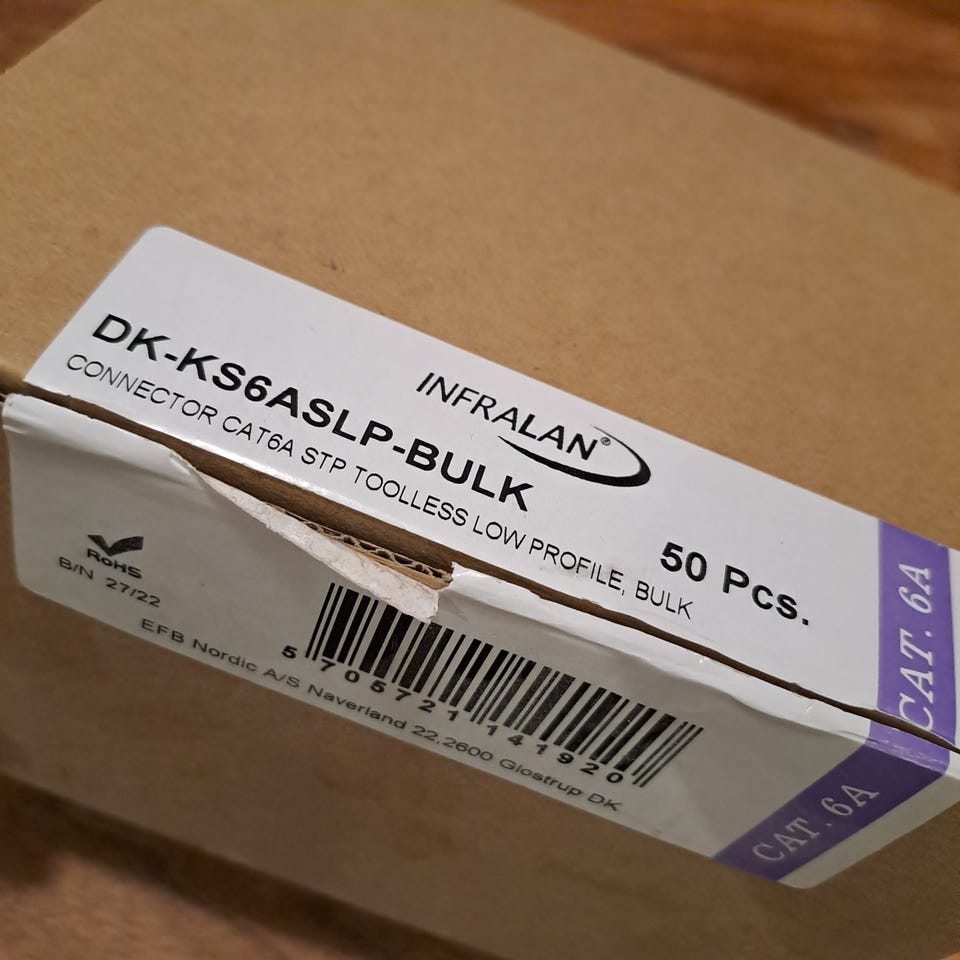 INFRALAN®
DK-KS6ASLP-BULK
CONNECTOR CAT6A STP TOOLLESS LOW PROFILE, BULK
50 Pcs.
CAT. 6A
RoHS
B/N 27/22
5 705721 141920
EFB Nordic A/S Naverland 22,2600 Glostrup DK
CAT. 6A